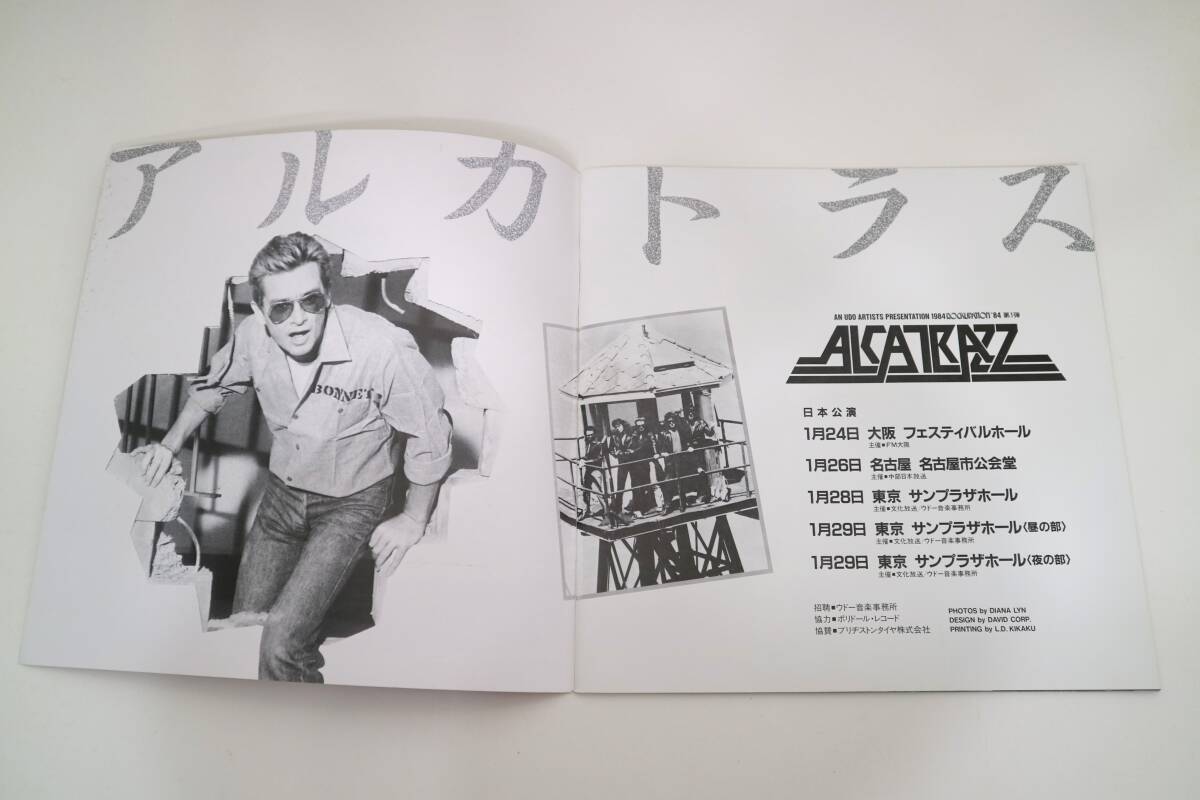 アルカトラス
BONNET
AN UDO ARTISTS PRESENTATION 1984 ROCKUPATION '84 第1弾
ALCATRAZZ
日本公演
1月24日 大阪 フェスティバルホール
主催■FM大阪
1月26日 名古屋 名古屋市公会堂
主催■中部日本放送
1月28日 東京 サンプラザホール
主催■文化放送/ウドー音楽事務所
1月29日 東京 サンプラザホール〈昼の部〉
主催■文化放送/ウドー音楽事務所
1月29日 東京 サンプラザホール〈夜の部〉
主催■文化放送/ウドー音楽事務所
招聘■ウドー音楽事務所
協力■ポリドール・レコード
協賛■ブリヂストンタイヤ株式会社
PHOTOS by DIANA LYN
DESIGN by DAVID CORP.
PRINTING by L.D. KIKAKU